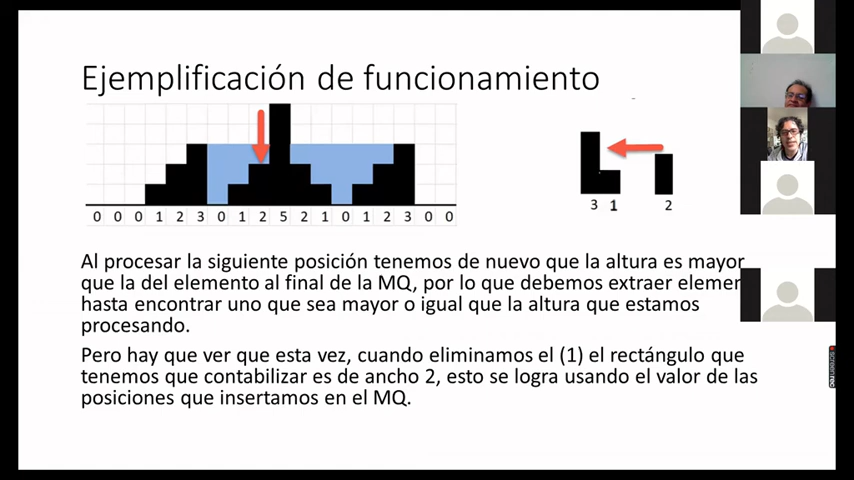 Ejemplificación de funcionamiento
0 0 0 1 2 3 0 1 2 5 2 1 0 1 2 3 0 0
3 1 2
Al procesar la siguiente posición tenemos de nuevo que la altura es mayor
que la del elemento al final de la MQ, por lo que debemos extraer elemen
hasta encontrar uno que sea mayor o igual que la altura que estamos
procesando.
Pero hay que ver que esta vez, cuando eliminamos el (1) el rectángulo que
tenemos que contabilizar es de ancho 2, esto se logra usando el valor de las
posiciones que insertamos en el MQ.